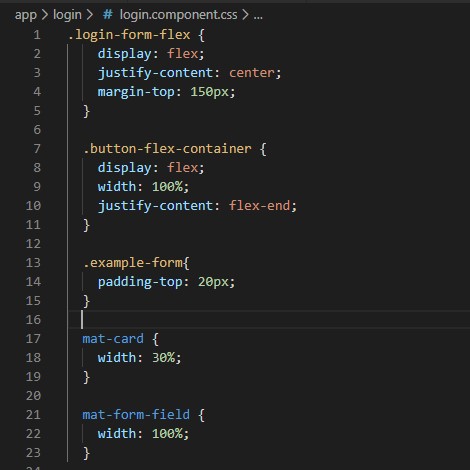 app > login > # login.component.css > ...
1 .login-form-flex {
2 display: flex;
3 justify-content: center;
4 margin-top: 150px;
5 }
6
7 .button-flex-container {
8 display: flex;
9 width: 100%;
10 justify-content: flex-end;
11 }
12
13 .example-form{
14 padding-top: 20px;
15 }
16
17 mat-card {
18 width: 30%;
19 }
20
21 mat-form-field {
22 width: 100%;
23 }
24